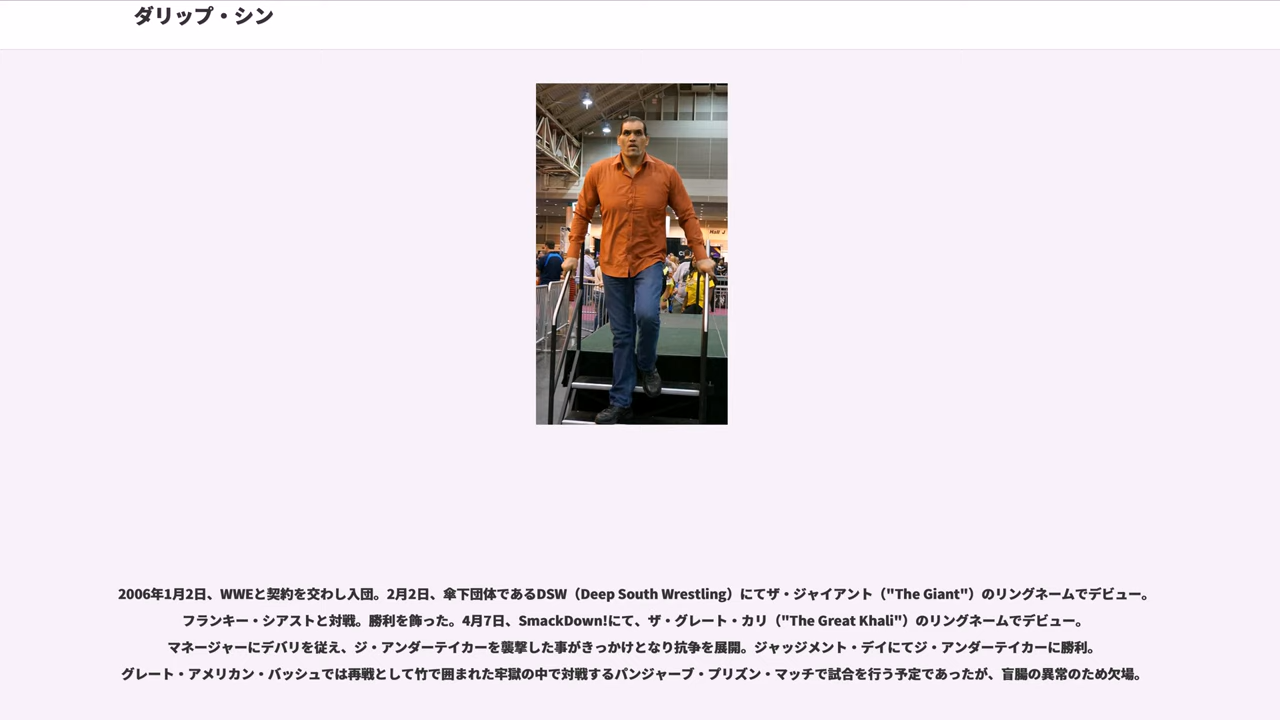 ダリップ・シン
2006年1月2日、WWEと契約を交わし入団。2月2日、傘下団体であるDSW（Deep South Wrestling）にてザ・ジャイアント（"The Giant"）のリングネームでデビュー。
フランキー・シアストと対戦。勝利を飾った。4月7日、SmackDown!にて、ザ・グレート・カリ（"The Great Khali"）のリングネームでデビュー。
マネージャーにデバリを従え、ジ・アンダーテイカーを襲撃した事がきっかけとなり抗争を展開。ジャッジメント・デイにてジ・アンダーテイカーに勝利。
グレート・アメリカン・バッシュでは再戦として竹で囲まれた牢獄の中で対戦するパンジャーブ・プリズン・マッチで試合を行う予定であったが、盲腸の異常のため欠場。